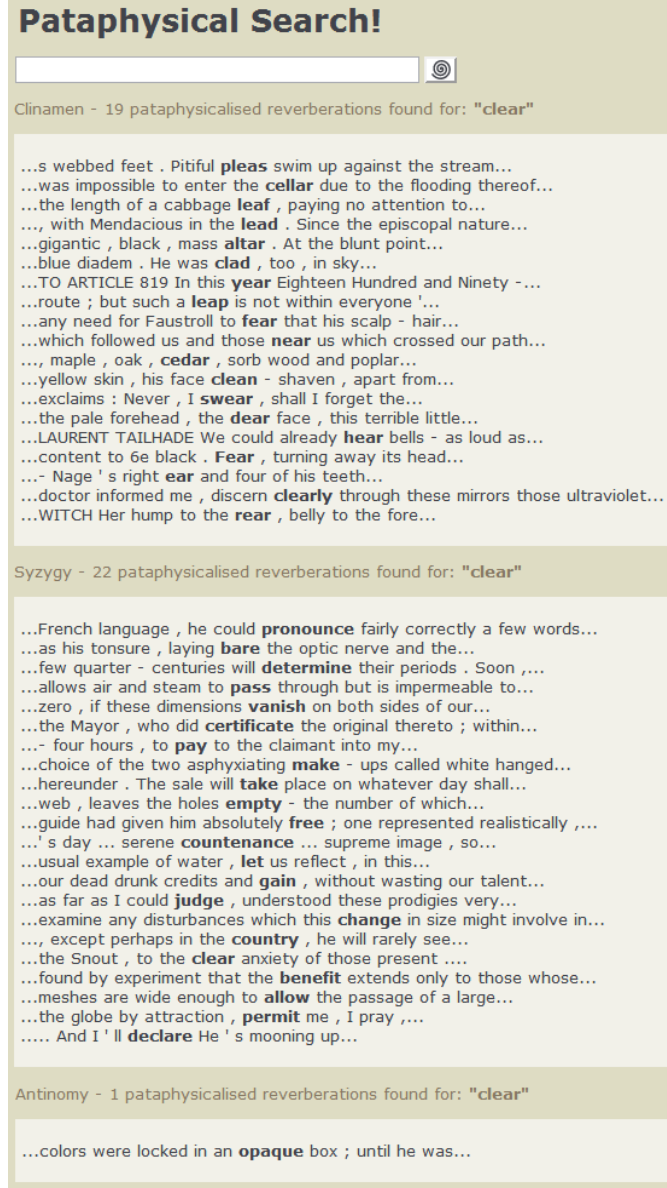 Pataphysical Search!
Clinamen - 19 pataphysicalised reverberations found for: "clear"
...s webbed feet . Pitiful pleas swim up against the stream...
...was impossible to enter the cellar due to the flooding thereof...
...the length of a cabbage leaf , paying no attention to...
..., with Mendacious in the lead . Since the episcopal nature...
...gigantic , black , mass altar . At the blunt point...
...blue diadem . He was clad , too , in sky...
...TO ARTICLE 819 In this year Eighteen Hundred and Ninety -...
...route ; but such a leap is not within everyone '...
...any need for Faustroll to fear that his scalp - hair...
...which followed us and those near us which crossed our path...
..., maple , oak , cedar , sorb wood and poplar...
...yellow skin , his face clean - shaven , apart from...
...exclaims : Never , I swear , shall I forget the...
...the pale forehead , the dear face , this terrible little...
...LAURENT TAILHADE We could already hear bells - as loud as...
...content to 6e black . Fear , turning away its head...
...- Nage ' s right ear and four of his teeth...
...doctor informed me , discern clearly through these mirrors those ultraviolet...
...WITCH Her hump to the rear , belly to the fore...
Syzygy - 22 pataphysicalised reverberations found for: "clear"
...French language , he could pronounce fairly correctly a few words...
...as his tonsure , laying bare the optic nerve and the...
...few quarter - centuries will determine their periods . Soon ,...
...allows air and steam to pass through but is impermeable to...
...zero , if these dimensions vanish on both sides of our...
...the Mayor , who did certificate the original thereto ; within...
...- four hours , to pay to the claimant into my...
...choice of the two asphyxiating make - ups called white hanged...
...hereunder . The sale will take place on whatever day shall...
...web , leaves the holes empty - the number of which...
...guide had given him absolutely free ; one represented realistically ,...
...' s day ... serene countenance ... supreme image , so...
...usual example of water , let us reflect , in this...
...our dead drunk credits and gain , without wasting our talent...
...as far as I could judge , understood these prodigies very...
...examine any disturbances which this change in size might involve in...
..., except perhaps in the country , he will rarely see...
...the Snout , to the clear anxiety of those present ....
...found by experiment that the benefit extends only to those whose...
...meshes are wide enough to allow the passage of a large...
...the globe by attraction , permit me , I pray ,...
..... And I ' ll declare He ' s mooning up...
Antinomy - 1 pataphysicalised reverberations found for: "clear"
...colors were locked in an opaque box ; until he was...